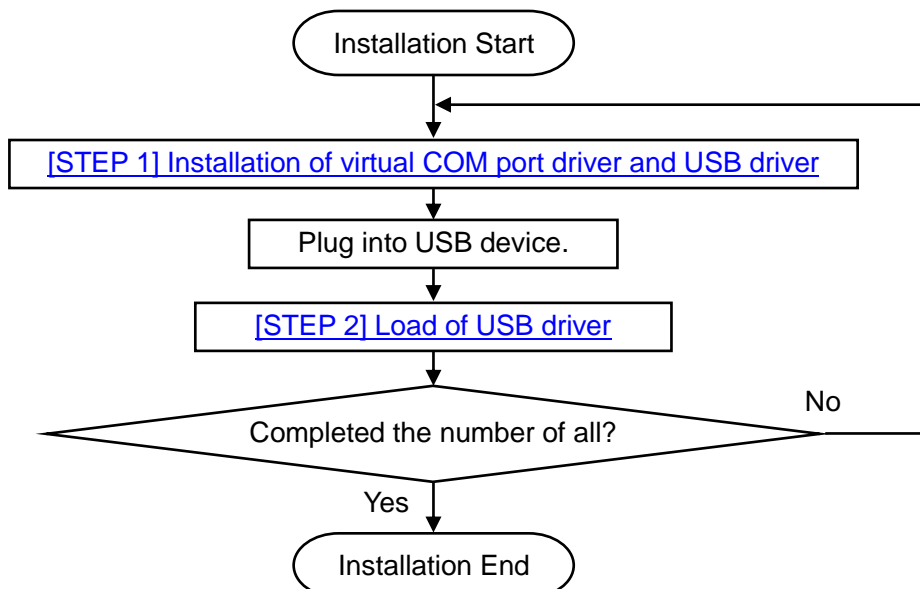 Installation Start
[STEP 1] Installation of virtual COM port driver and USB driver
Plug into USB device.
[STEP 2] Load of USB driver
No
Completed the number of all?
Yes
Installation End